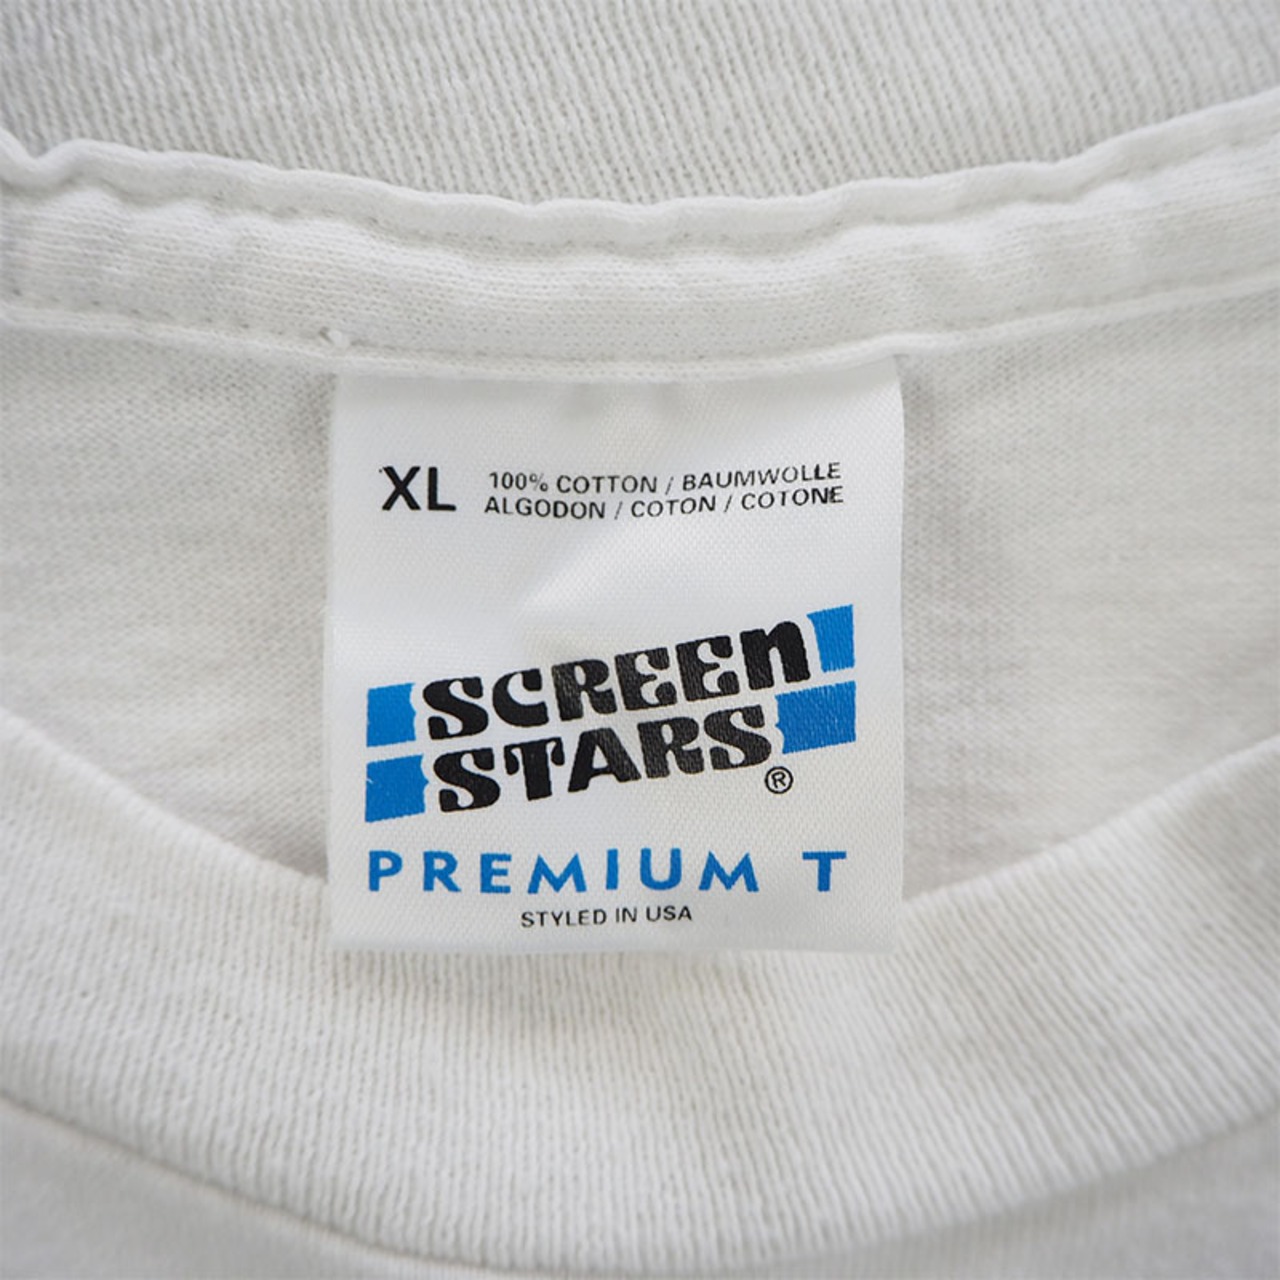 XL
100% COTTON / BAUMWOLLE
ALGODON / COTON / COTONE
SCREEN
STARS®
PREMIUM T
STYLED IN USA